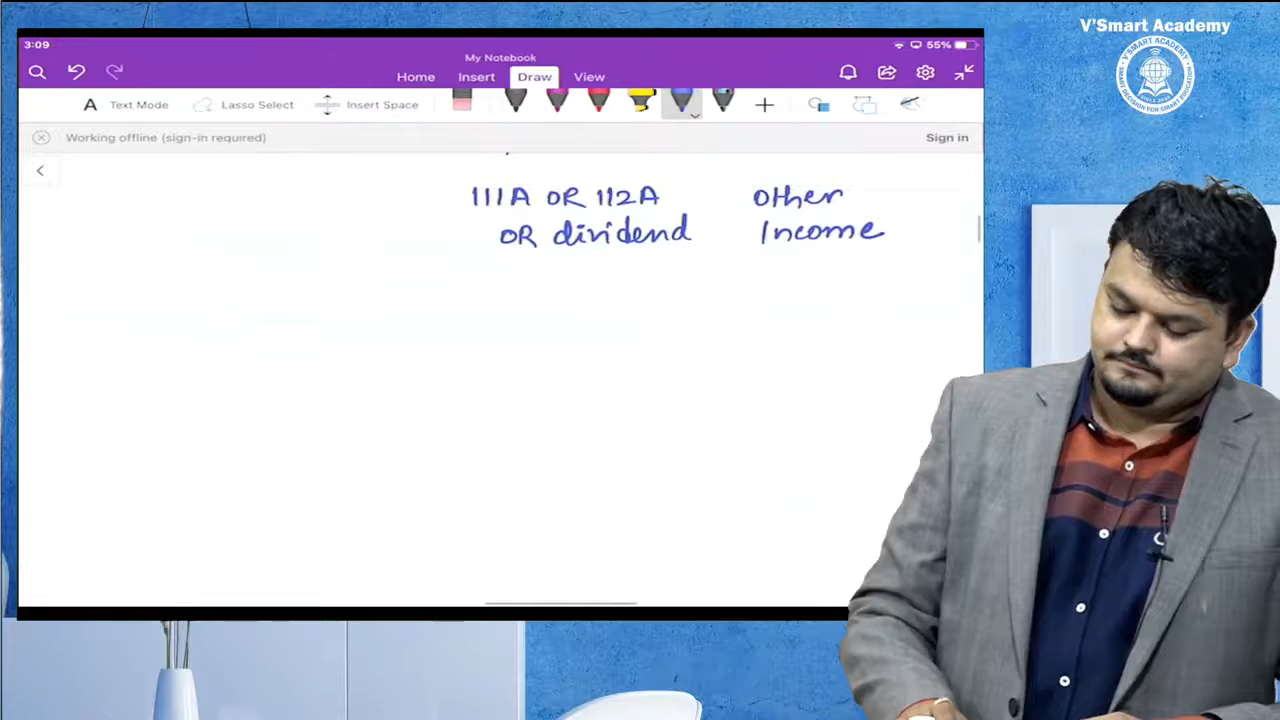 V'Smart Academy
3:09
55%
My Notebook
Home Insert Draw View
A Text Mode Lasso Select Insert Space
Working offline (sign-in required) Sign in
111A OR 112A Other
OR dividend Income